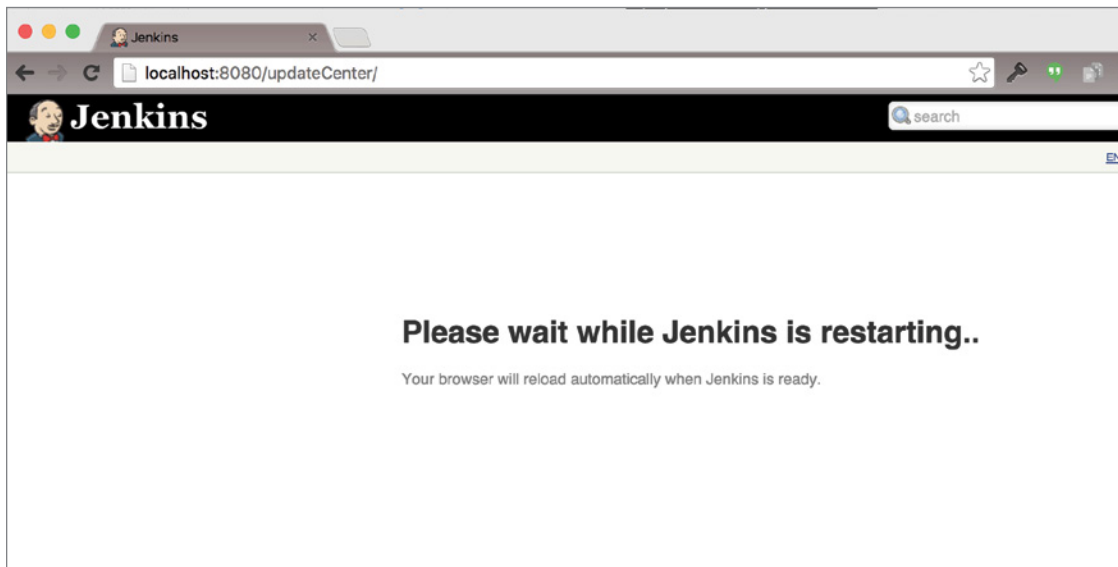 Jenkins
localhost:8080/updateCenter/
Jenkins
search
Please wait while Jenkins is restarting..
Your browser will reload automatically when Jenkins is ready.